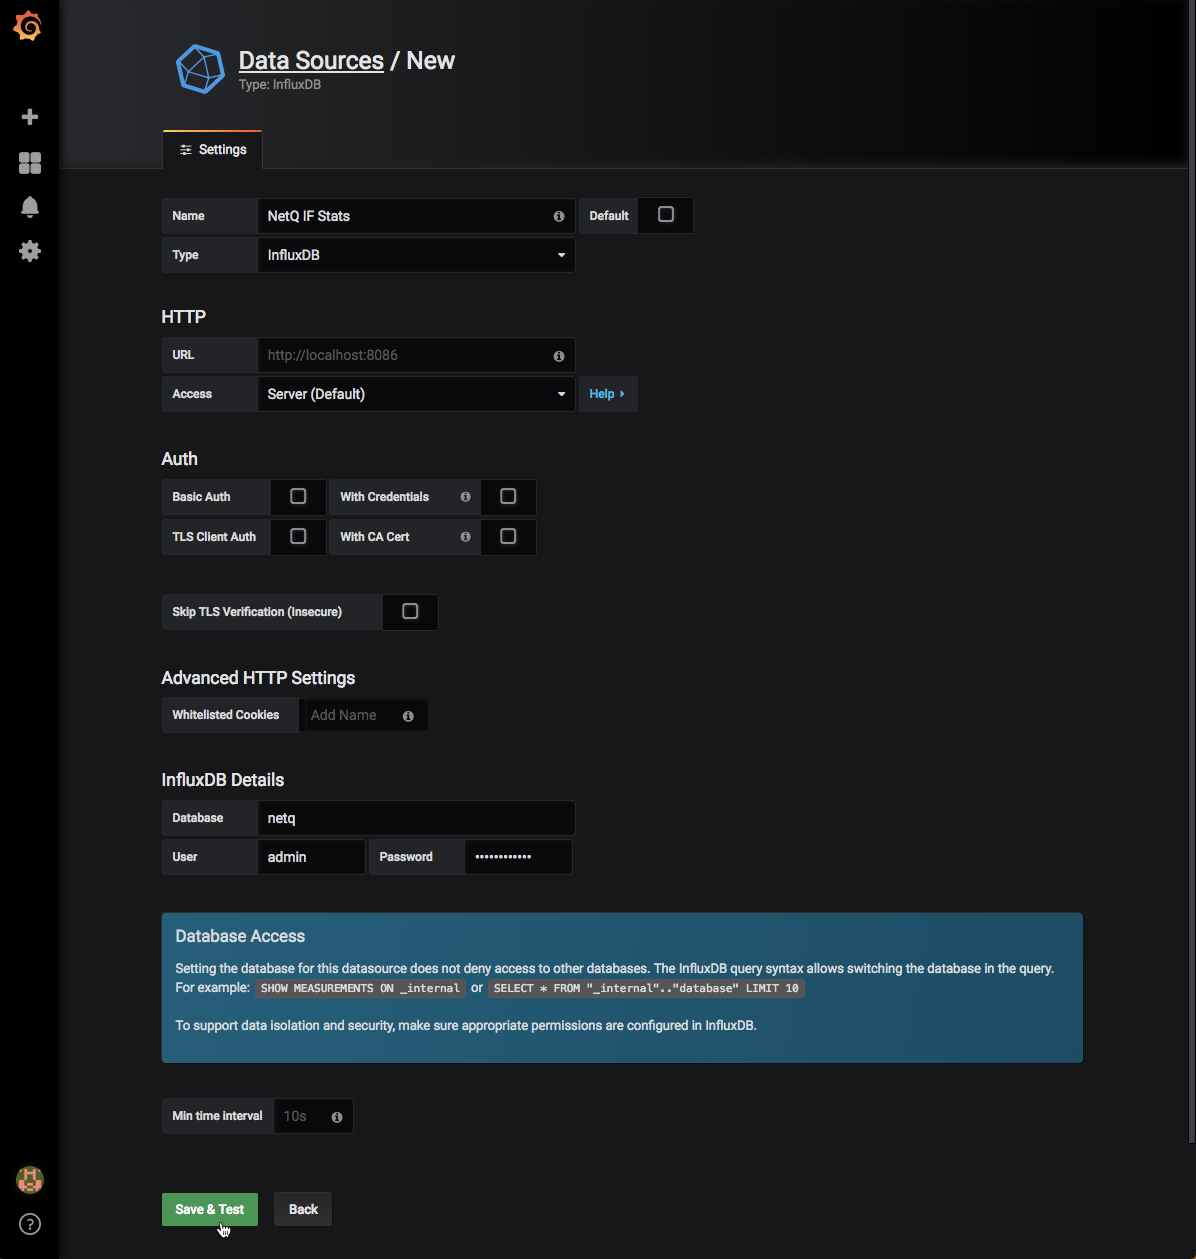 Data Sources / New
Type: InfluxDB
Settings
Name NetQ IF Stats Default
Type InfluxDB
HTTP
URL http://localhost:8086
Access Server (Default) Help
Auth
Basic Auth With Credentials
TLS Client Auth With CA Cert
Skip TLS Verification (Insecure)
Advanced HTTP Settings
Whitelisted Cookies Add Name
InfluxDB Details
Database netq
User admin Password ••••••••••••
Database Access
Setting the database for this datasource does not deny access to other databases. The InfluxDB query syntax allows switching the database in the query.
For example: SHOW MEASUREMENTS ON _internal or SELECT * FROM "_internal".."database" LIMIT 10
To support data isolation and security, make sure appropriate permissions are configured in InfluxDB.
Min time interval 10s
Save & Test Back